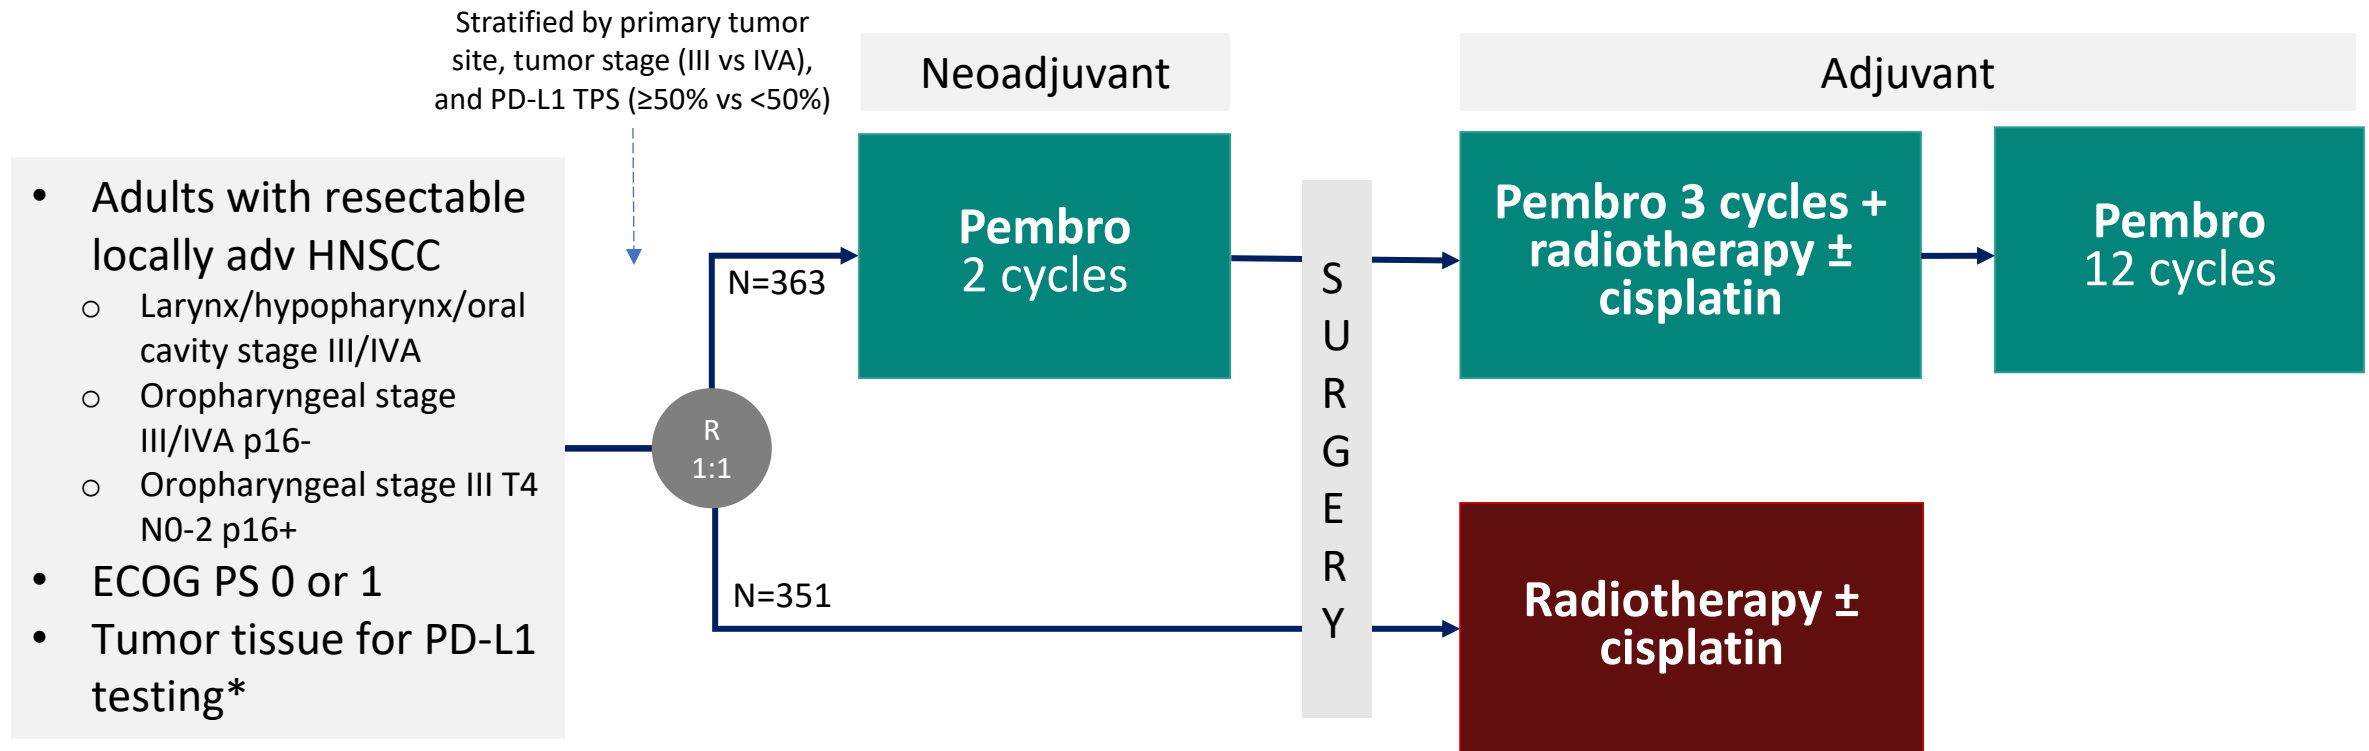 Stratified by primary tumor
site, tumor stage (III vs IVA),
and PD-L1 TPS (≥50% vs <50%)
Neoadjuvant
Adjuvant
• Adults with resectable
locally adv HNSCC
o Larynx/hypopharynx/oral
cavity stage III/IVA
o Oropharyngeal stage
III/IVA p16-
o Oropharyngeal stage III T4
N0-2 p16+
• ECOG PS 0 or 1
• Tumor tissue for PD-L1
testing*
R
1:1
N=363
N=351
Pembro
2 cycles
S
U
R
G
E
R
Y
Pembro 3 cycles +
radiotherapy ±
cisplatin
Pembro
12 cycles
Radiotherapy ±
cisplatin